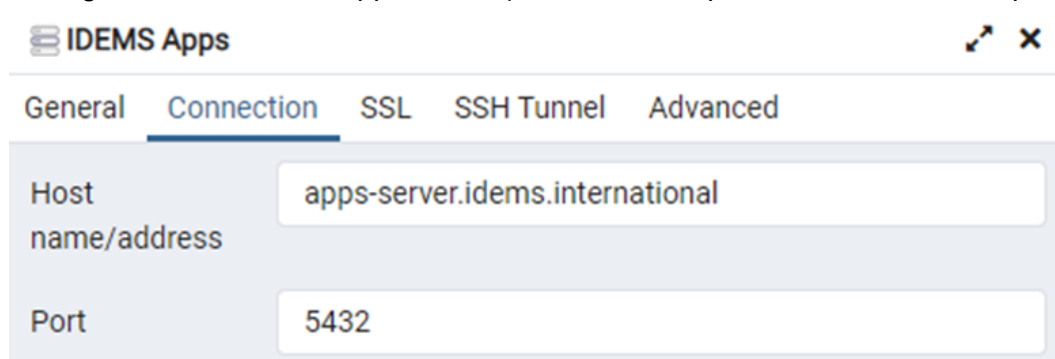 IDEMS Apps
General Connection SSL SSH Tunnel Advanced
Host
name/address
apps-server.idems.international
Port
5432